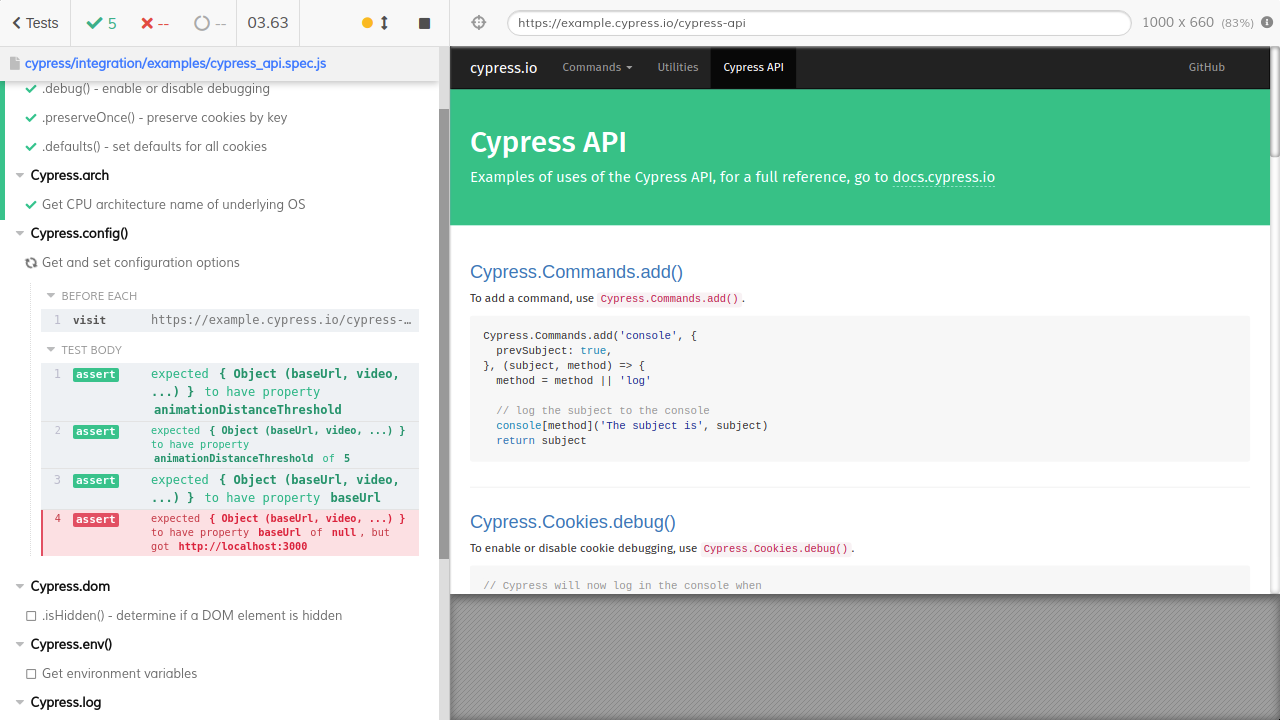 Tests
5
--
--
03.63
https://example.cypress.io/cypress-api
1000 x 660 (83%)
cypress/integration/examples/cypress_api.spec.js
.debug() - enable or disable debugging
.preserveOnce() - preserve cookies by key
.defaults() - set defaults for all cookies
Cypress.arch
Get CPU architecture name of underlying OS
Cypress.config()
Get and set configuration options
BEFORE EACH
1 visit https://example.cypress.io/cypress-…
TEST BODY
1 assert expected { Object (baseUrl, video,
...) } to have property
animationDistanceThreshold
2 assert expected { Object (baseUrl, video, ...) }
to have property
animationDistanceThreshold of 5
3 assert expected { Object (baseUrl, video,
...) } to have property baseUrl
4 assert expected { Object (baseUrl, video, ...) }
to have property baseUrl of null, but
got http://localhost:3000
Cypress.dom
.isHidden() - determine if a DOM element is hidden
Cypress.env()
Get environment variables
Cypress.log
cypress.io Commands Utilities Cypress API GitHub
Cypress API
Examples of uses of the Cypress API, for a full reference, go to docs.cypress.io
Cypress.Commands.add()
To add a command, use Cypress.Commands.add().
Cypress.Commands.add('console', {
prevSubject: true,
}, (subject, method) => {
method = method || 'log'
// log the subject to the console
console[method]('The subject is', subject)
return subject
Cypress.Cookies.debug()
To enable or disable cookie debugging, use Cypress.Cookies.debug().
// Cypress will now log in the console when